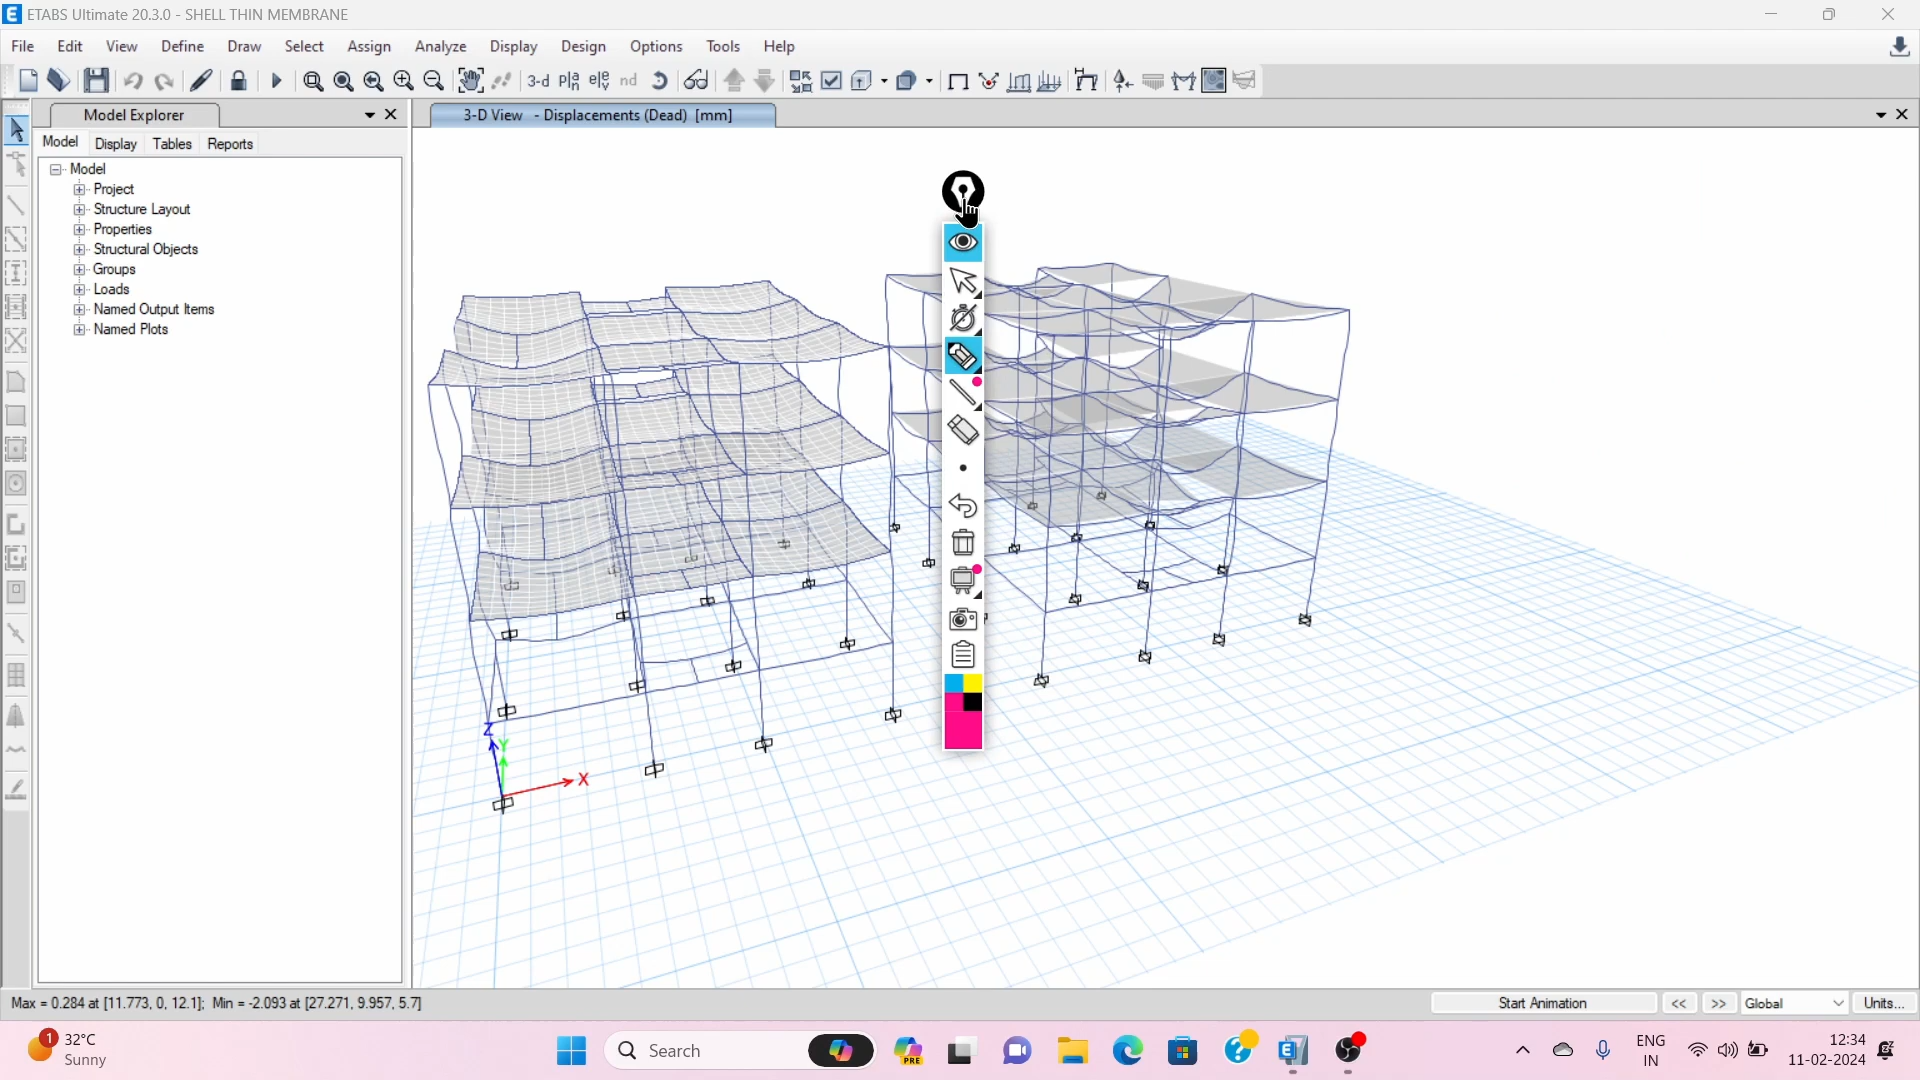 ETABS Ultimate 20.3.0 - SHELL THIN MEMBRANE
File Edit View Define Draw Select Assign Analyze Display Design Options Tools Help
3-d nd
Model Explorer
3-D View - Displacements (Dead) [mm]
Model Display Tables Reports
Model
Project
Structure Layout
Properties
Structural Objects
Groups
Loads
Named Output Items
Named Plots
Z
Y
X
Max = 0.284 at [11.773, 0, 12.1]; Min = -2.093 at [27.271, 9.957, 5.7]
Start Animation << >> Global Units...
1
32°C
Sunny
Search
PRE
ENG
IN
12:34
11-02-2024